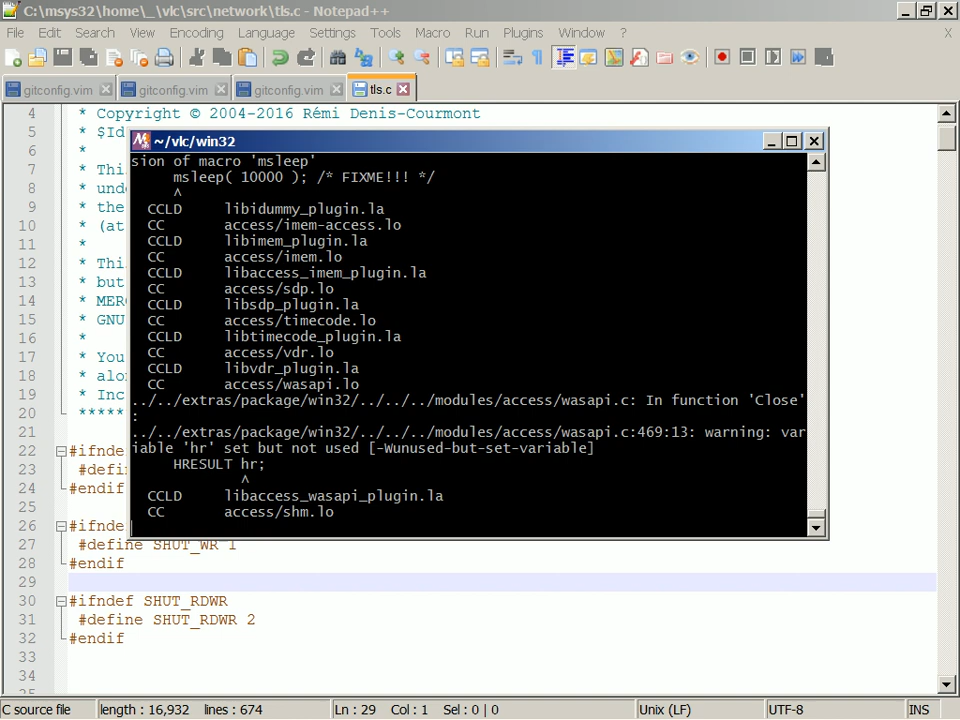 C:\msys32\home\_\vlc\src\network\tls.c - Notepad++
File Edit Search View Encoding Language Settings Tools Macro Run Plugins Window ? X
gitconfig.vim gitconfig.vim gitconfig.vim tls.c
4 * Copyright © 2004-2016 Rémi Denis-Courmont
5 * $Id
6 *
7 * Thi
8 * und
9 * the
10 * (at
11 *
12 * Thi
13 * but
14 * MER
15 * GNU
16 *
17 * You
18 * alon
19 * Inc
20 *****
21
22 #ifnde
23 #defin
24 #endif
25
26 #ifnde
27 #define SHUT_WR 1
28 #endif
29
30 #ifndef SHUT_RDWR
31 #define SHUT_RDWR 2
32 #endif
33
34
35
~/vlc/win32
sion of macro 'msleep'
msleep( 10000 ); /* FIXME!!! */
^
CCLD libidummy_plugin.la
CC access/imem-access.lo
CCLD libimem_plugin.la
CC access/imem.lo
CCLD libaccess_imem_plugin.la
CC access/sdp.lo
CCLD libsdp_plugin.la
CC access/timecode.lo
CCLD libtimecode_plugin.la
CC access/vdr.lo
CCLD libvdr_plugin.la
CC access/wasapi.lo
../../extras/package/win32/../../../modules/access/wasapi.c: In function 'Close'
:
../../extras/package/win32/../../../modules/access/wasapi.c:469:13: warning: var
iable 'hr' set but not used [-Wunused-but-set-variable]
HRESULT hr;
^
CCLD libaccess_wasapi_plugin.la
CC access/shm.lo
C source file length : 16,932 lines : 674 Ln : 29 Col : 1 Sel : 0 | 0 Unix (LF) UTF-8 INS